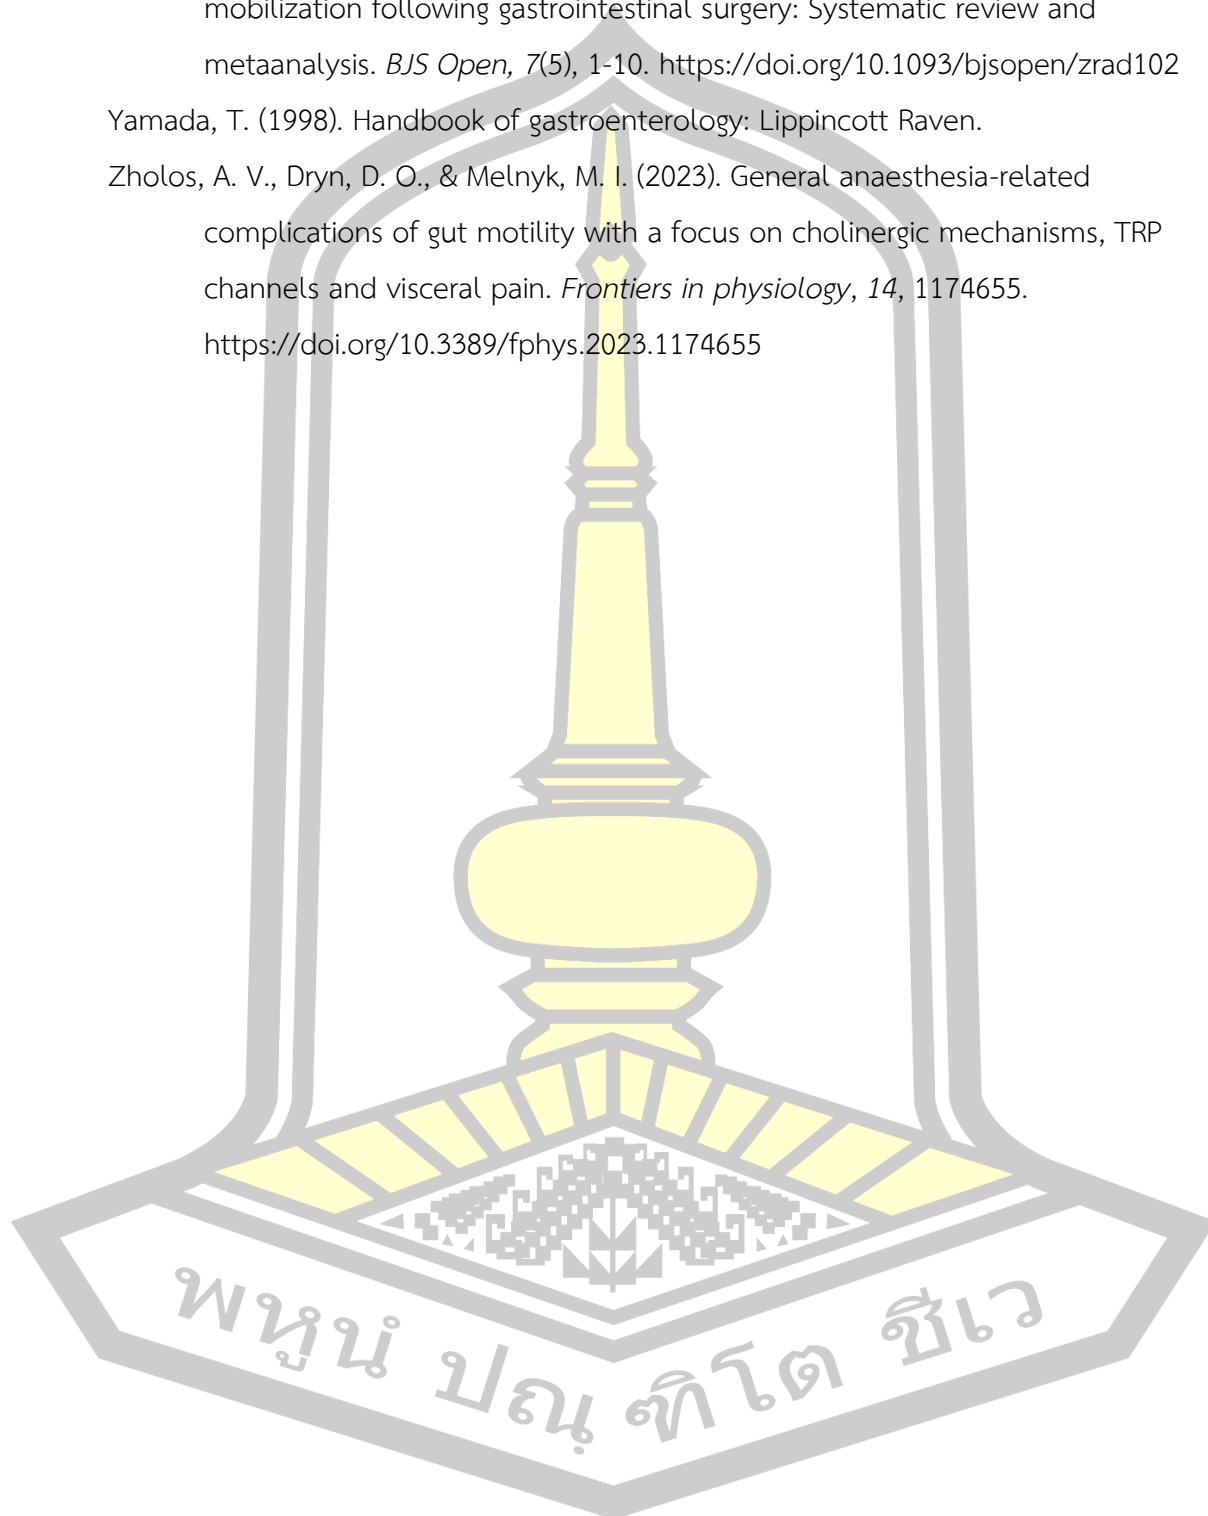 mobilization following gastrointestinal surgery: Systematic review and
metaanalysis. BJS Open, 7(5), 1-10. https://doi.org/10.1093/bjsopen/zrad102
Yamada, T. (1998). Handbook of gastroenterology: Lippincott Raven.
Zholos, A. V., Dryn, D. O., & Melnyk, M. I. (2023). General anaesthesia-related
complications of gut motility with a focus on cholinergic mechanisms, TRP
channels and visceral pain. Frontiers in physiology, 14, 1174655.
https://doi.org/10.3389/fphys.2023.1174655
พหูนํ ปณฺฑิโต ชีเว